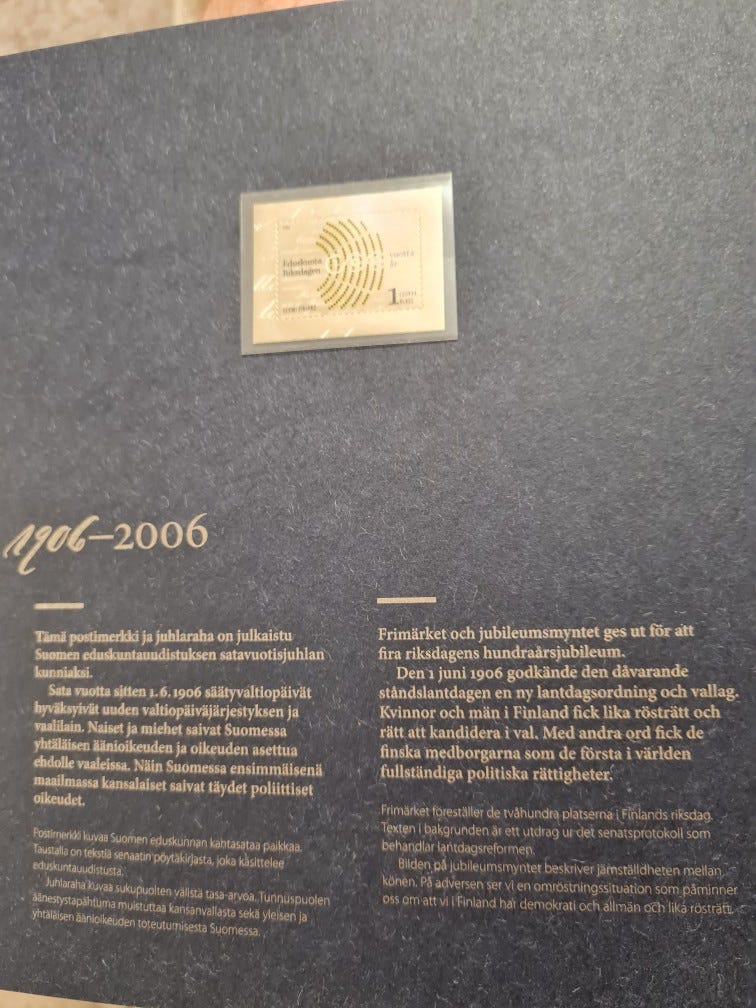 Eduskunta
Riksdagen
vuotta
år
1
1906–2006
Tämä postimerkki ja juhlaraha on julkaistu
Suomen eduskuntauudistuksen satavuotisjuhlan
kunniaksi.
Sata vuotta sitten 1.6.1906 säätyvaltiopäivät
hyväksyivät uuden valtiopäiväjärjestyksen ja
vaalilain. Naiset ja miehet saivat Suomessa
yhtäläisen äänioikeuden ja oikeuden asettua
ehdolle vaaleissa. Näin Suomessa ensimmäisenä
maailmassa kansalaiset saivat täydet poliittiset
oikeudet.
Postimerkki kuvaa Suomen eduskunnan kahtasataa paikkaa.
Taustalla on tekstiä senaatin pöytäkirjasta, joka käsittelee
eduskuntauudistusta.
Juhlaraha kuvaa sukupuolten välistä tasa-arvoa. Tunnuspuolen
äänestystapahtuma muistuttaa kansanvallasta sekä yleisen ja
yhtäläisen äänioikeuden toteutumisesta Suomessa.
Frimärket och jubileumsmyntet ges ut för att
fira riksdagens hundraårsjubileum.
Den 1 juni 1906 godkände den dåvarande
ståndslantdagen en ny lantdagsordning och vallag.
Kvinnor och män i Finland fick lika rösträtt och
rätt att kandidera i val. Med andra ord fick de
finska medborgarna som de första i världen
fullständiga politiska rättigheter.
Frimärket föreställer de tvåhundra platserna i Finlands riksdag.
Texten i bakgrunden är ett utdrag ur det senatsprotokoll som
behandlar lantdagsreformen.
Bilden på jubileumsmyntet beskriver jämställdheten mellan
könen. På adversen ser vi en omröstningssituation som påminner
oss om att vi i Finland har demokrati och allmän och lika rösträtt.